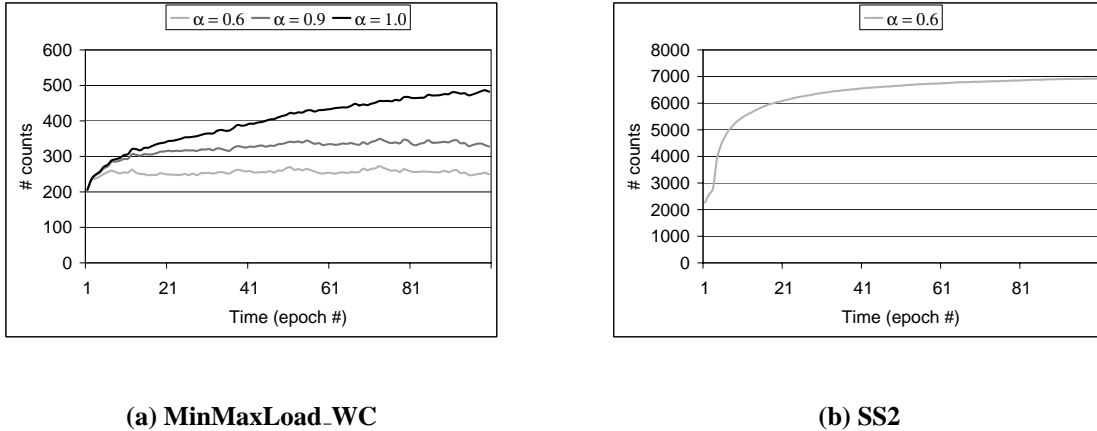 α = 0.6 α = 0.9 α = 1.0
600
500
400
300
200
100
0
# counts
1 21 41 61 81
Time (epoch #)
(a) MinMaxLoad_WC
α = 0.6
8000
7000
6000
5000
4000
3000
2000
1000
0
# counts
1 21 41 61 81
Time (epoch #)
(b) SS2